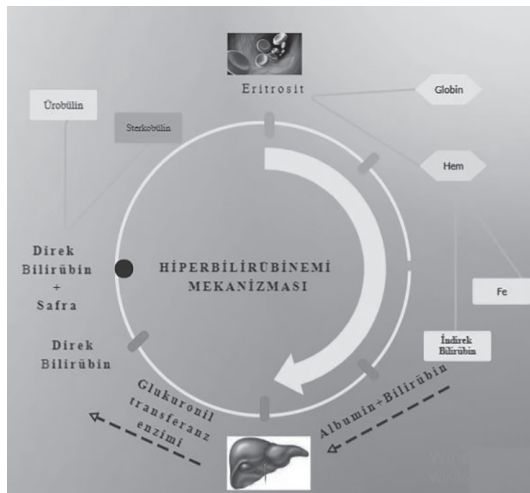 Eritrosit
Globin
Hem
Fe
İndirek
Bilirübin
Albumin+Bilirübin
Glukuronil
transferanz
enzimi
Direk
Bilirübin
Direk
Bilirübin
+
Safra
Ürobülin
Sterkobülin
HİPERBİLİRÜBİNEMİ
MEKANİZMASI